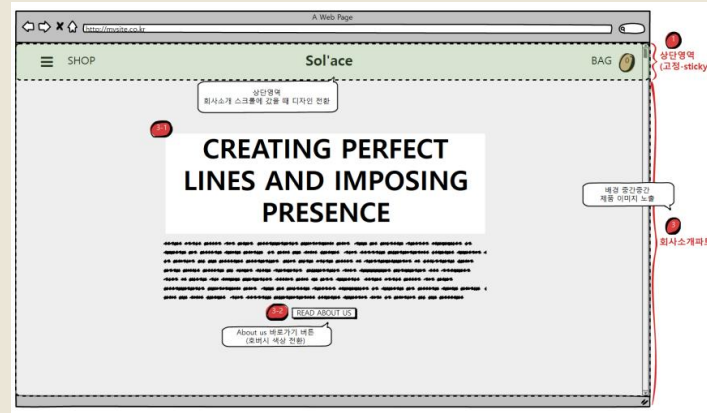 A Web Page
http://mysite.co.kr
SHOP
Sol'ace
BAG
0
1
상단영역
(고정-sticky
상단영역
회사소개 스크롤에 갔을 때 디자인 전환
3-1
CREATING PERFECT
LINES AND IMPOSING
PRESENCE
배경 중간중간
제품 이미지 노출
회사소개파트
3-2
READ ABOUT US
About us 바로가기 버튼
(호버시 색상 전환)